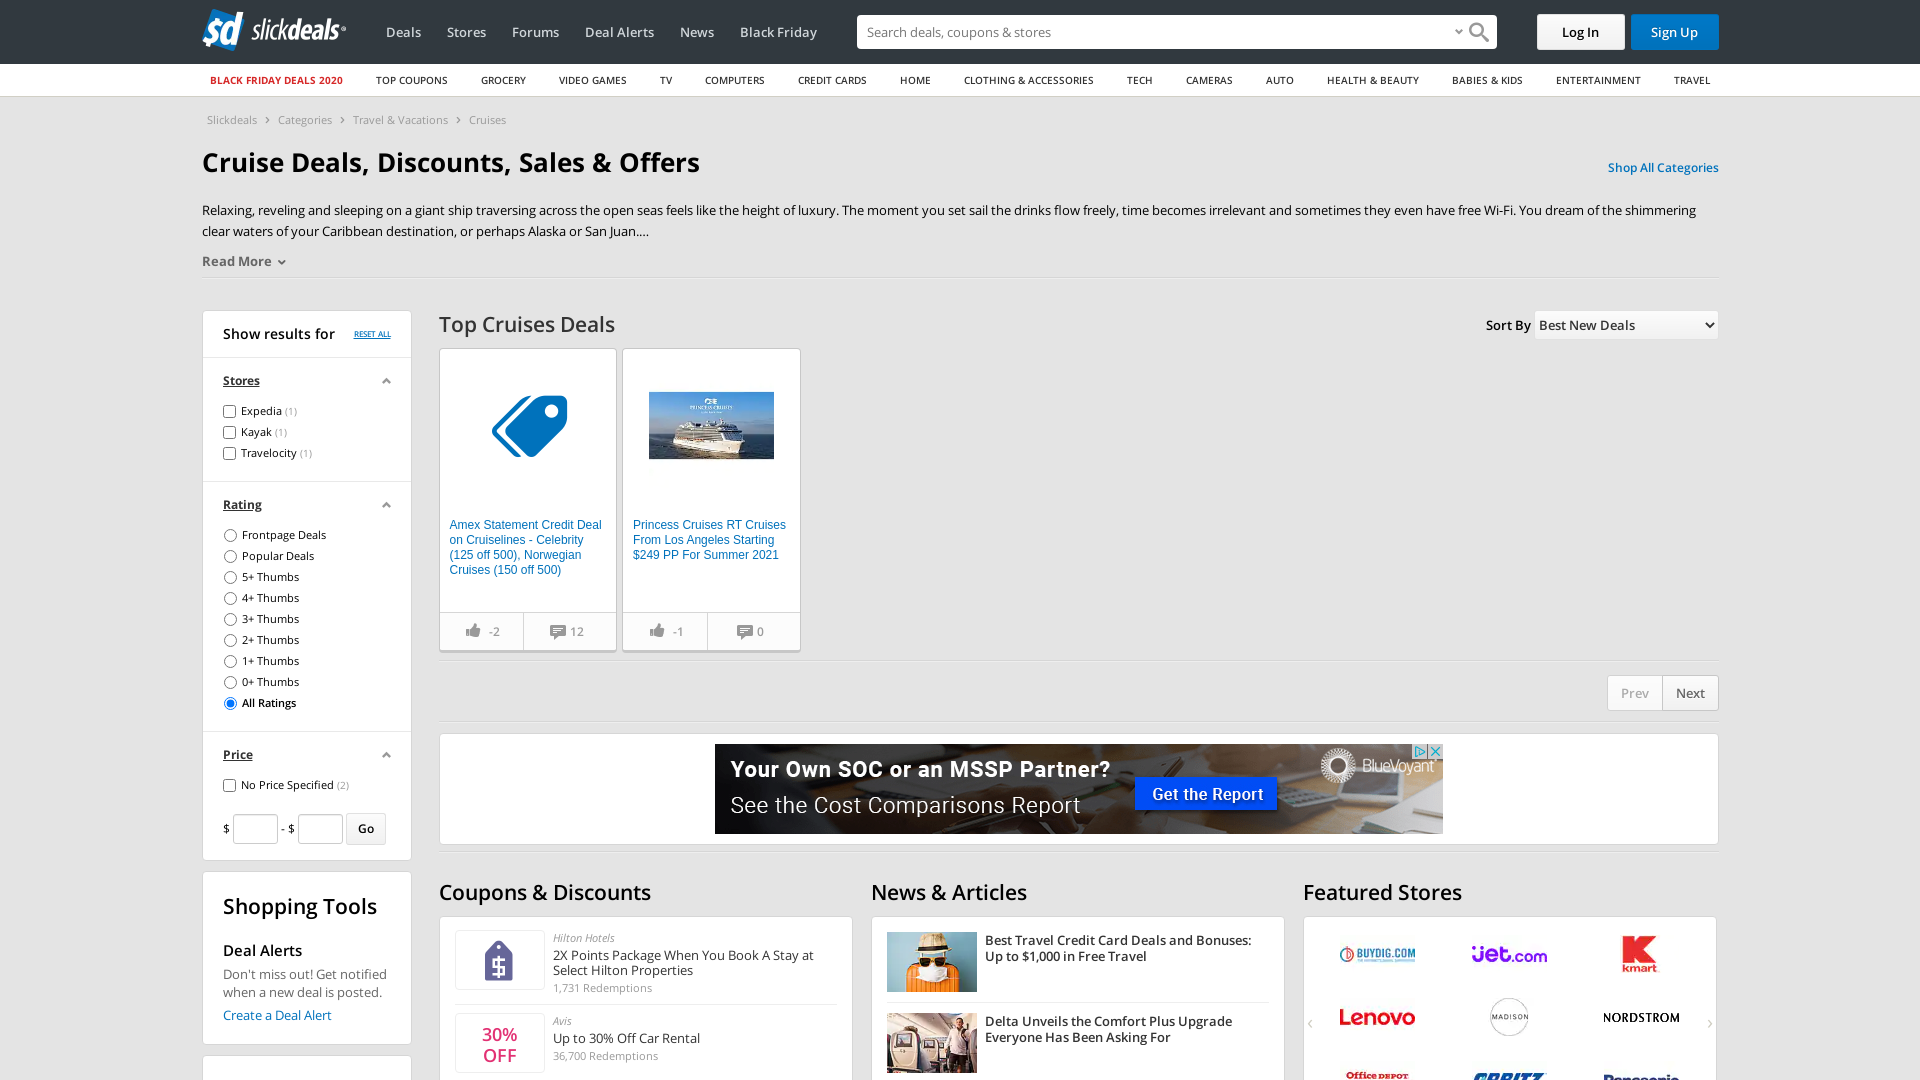 slickdeals
Deals
Stores
Forums
Deal Alerts
News
Black Friday
Search deals, coupons & stores
Log In
Sign Up
BLACK FRIDAY DEALS 2020
TOP COUPONS
GROCERY
VIDEO GAMES
TV
COMPUTERS
CREDIT CARDS
HOME
CLOTHING & ACCESSORIES
TECH
CAMERAS
AUTO
HEALTH & BEAUTY
BABIES & KIDS
ENTERTAINMENT
TRAVEL
Slickdeals > Categories > Travel & Vacations > Cruises
Cruise Deals, Discounts, Sales & Offers
Shop All Categories
Relaxing, reveling and sleeping on a giant ship traversing across the open seas feels like the height of luxury. The moment you set sail the drinks flow freely, time becomes irrelevant and sometimes they even have free Wi-Fi. You dream of the shimmering
clear waters of your Caribbean destination, or perhaps Alaska or San Juan....
Read More
Show results for
RESET ALL
Stores
Expedia (1)
Kayak (1)
Travelocity (1)
Rating
Frontpage Deals
Popular Deals
5+ Thumbs
4+ Thumbs
3+ Thumbs
2+ Thumbs
1+ Thumbs
0+ Thumbs
All Ratings
Price
No Price Specified (2)
$ - $ Go
Shopping Tools
Deal Alerts
Don't miss out! Get notified
when a new deal is posted.
Create a Deal Alert
Top Cruises Deals
Sort By Best New Deals
Amex Statement Credit Deal
on Cruiselines - Celebrity
(125 off 500), Norwegian
Cruises (150 off 500)
-2
12
PRINCESS CRUISES
Princess Cruises RT Cruises
From Los Angeles Starting
$249 PP For Summer 2021
-1
0
Prev
Next
Your Own SOC or an MSSP Partner?
See the Cost Comparisons Report
Get the Report
BlueVoyant
Coupons & Discounts
Hilton Hotels
2X Points Package When You Book A Stay at
Select Hilton Properties
1,731 Redemptions
30%
OFF
Avis
Up to 30% Off Car Rental
36,700 Redemptions
News & Articles
Best Travel Credit Card Deals and Bonuses:
Up to $1,000 in Free Travel
Delta Unveils the Comfort Plus Upgrade
Everyone Has Been Asking For
Featured Stores
BUYDIG.COM
Jet.com
kmart
Lenovo
MADISON
NORDSTROM
Office DEPOT
ORBITZ
Panasonic